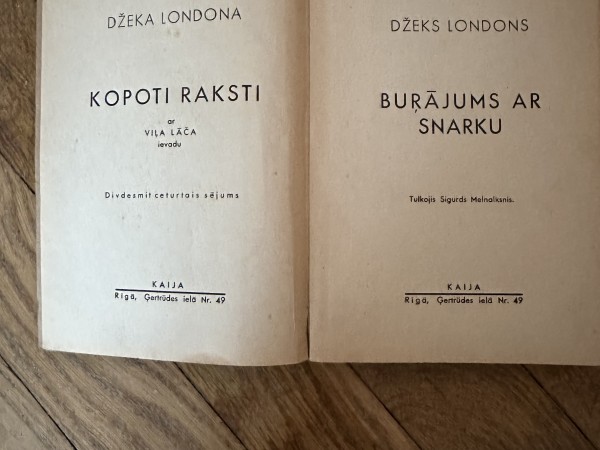 DŽEKA LONDONA
KOPOTI RAKSTI
ar
VIĻA LĀČA
ievadu
Divdesmit ceturtais sējums
KAIJA
Rīgā, Ģertrūdes ielā Nr. 49
DŽEKS LONDONS
BUŖĀJUMS AR
SNARKU
Tulkojis Sigurds Melnalksnis.
KAIJA
Rīgā, Ģertrūdes ielā Nr. 49